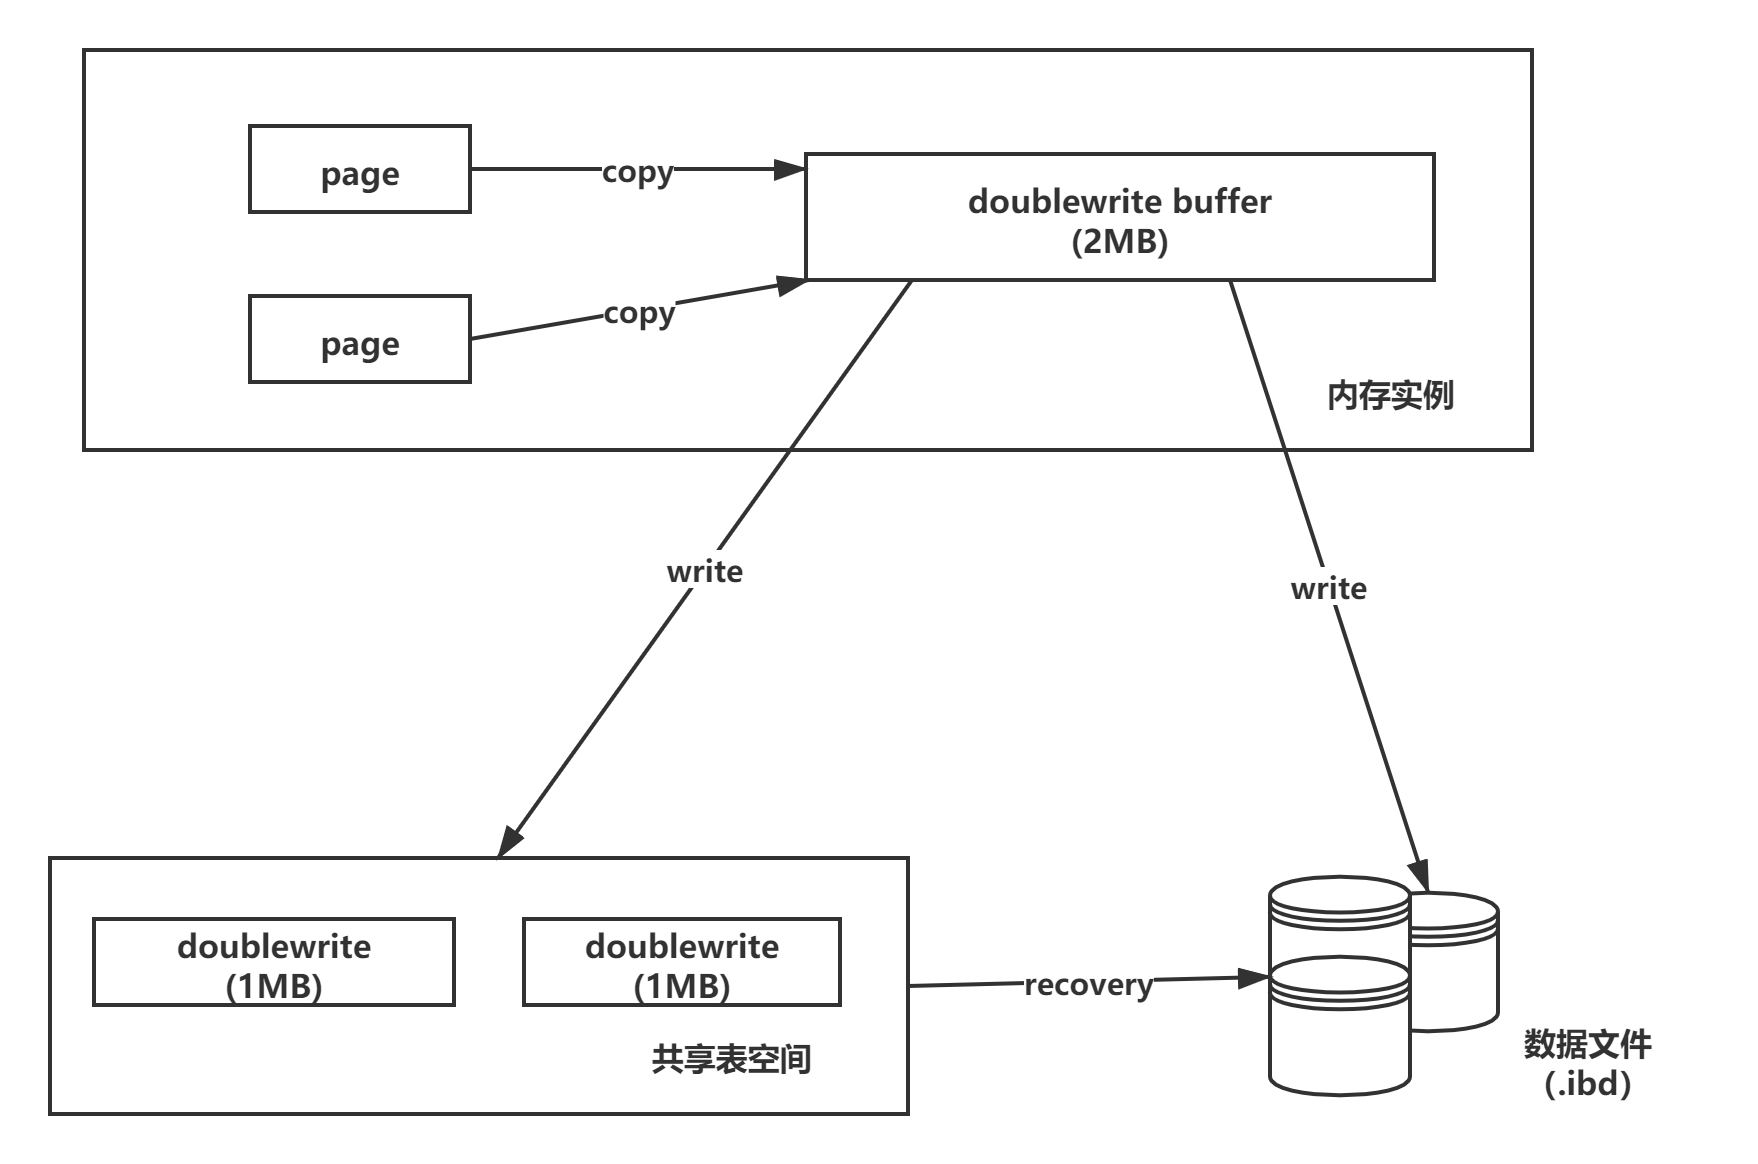 page
copy
doublewrite buffer
(2MB)
page
copy
内存实例
write
write
doublewrite
(1MB)
doublewrite
(1MB)
共享表空间
recovery
数据文件
(.ibd)